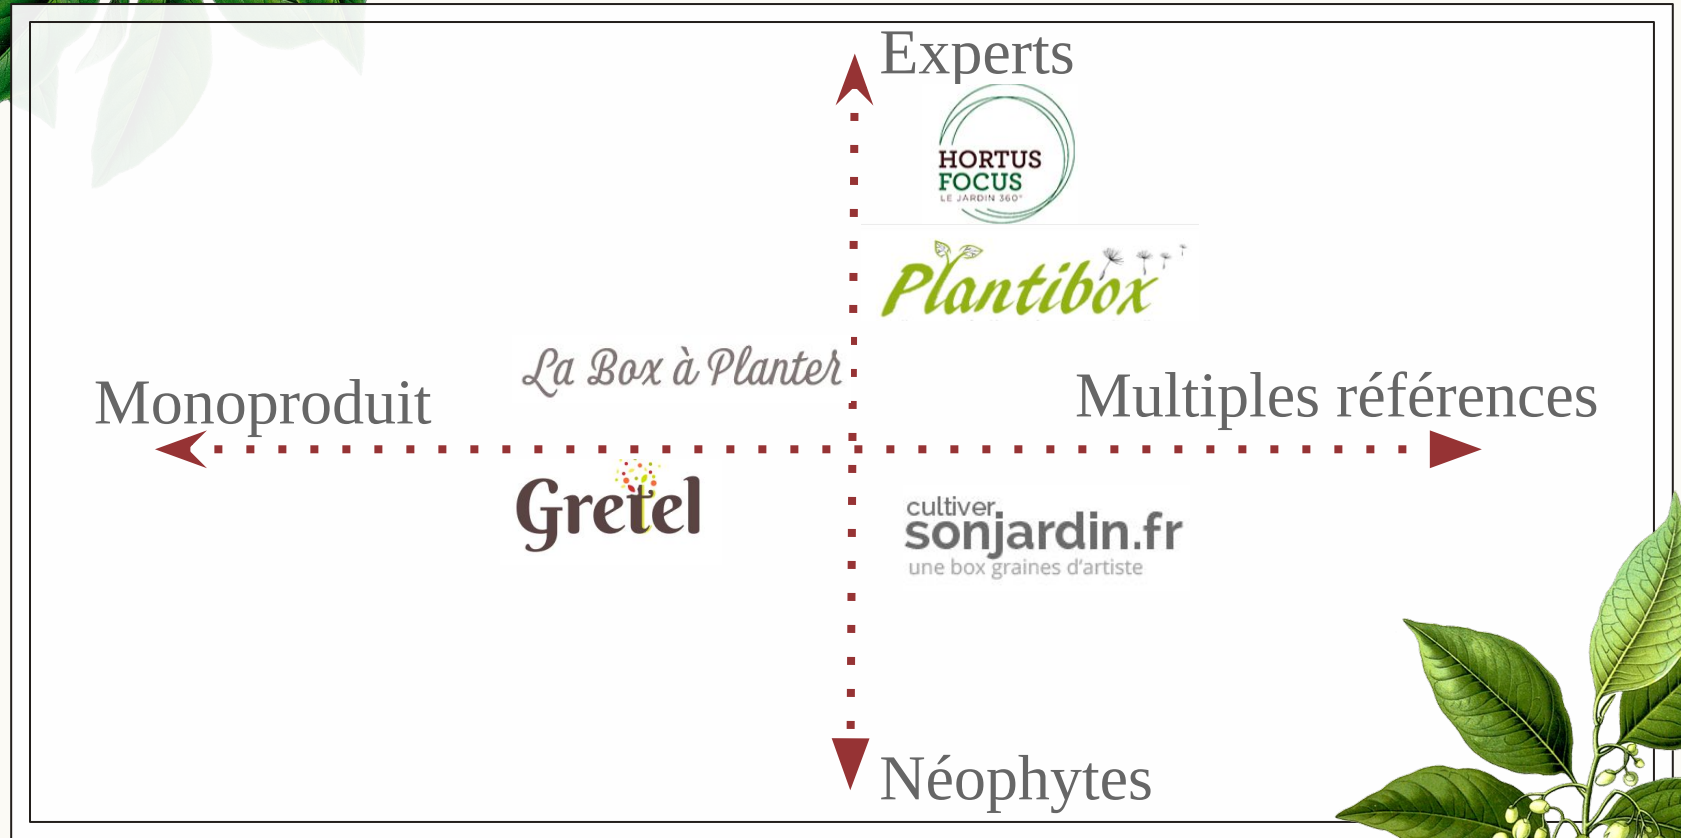 Experts
HORTUS
FOCUS
LE JARDIN 360°
Plantibox
La Box à Planter
Monoproduit
Multiples références
Gretel
cultiver
sonjardin.fr
une box graines d'artiste
Néophytes